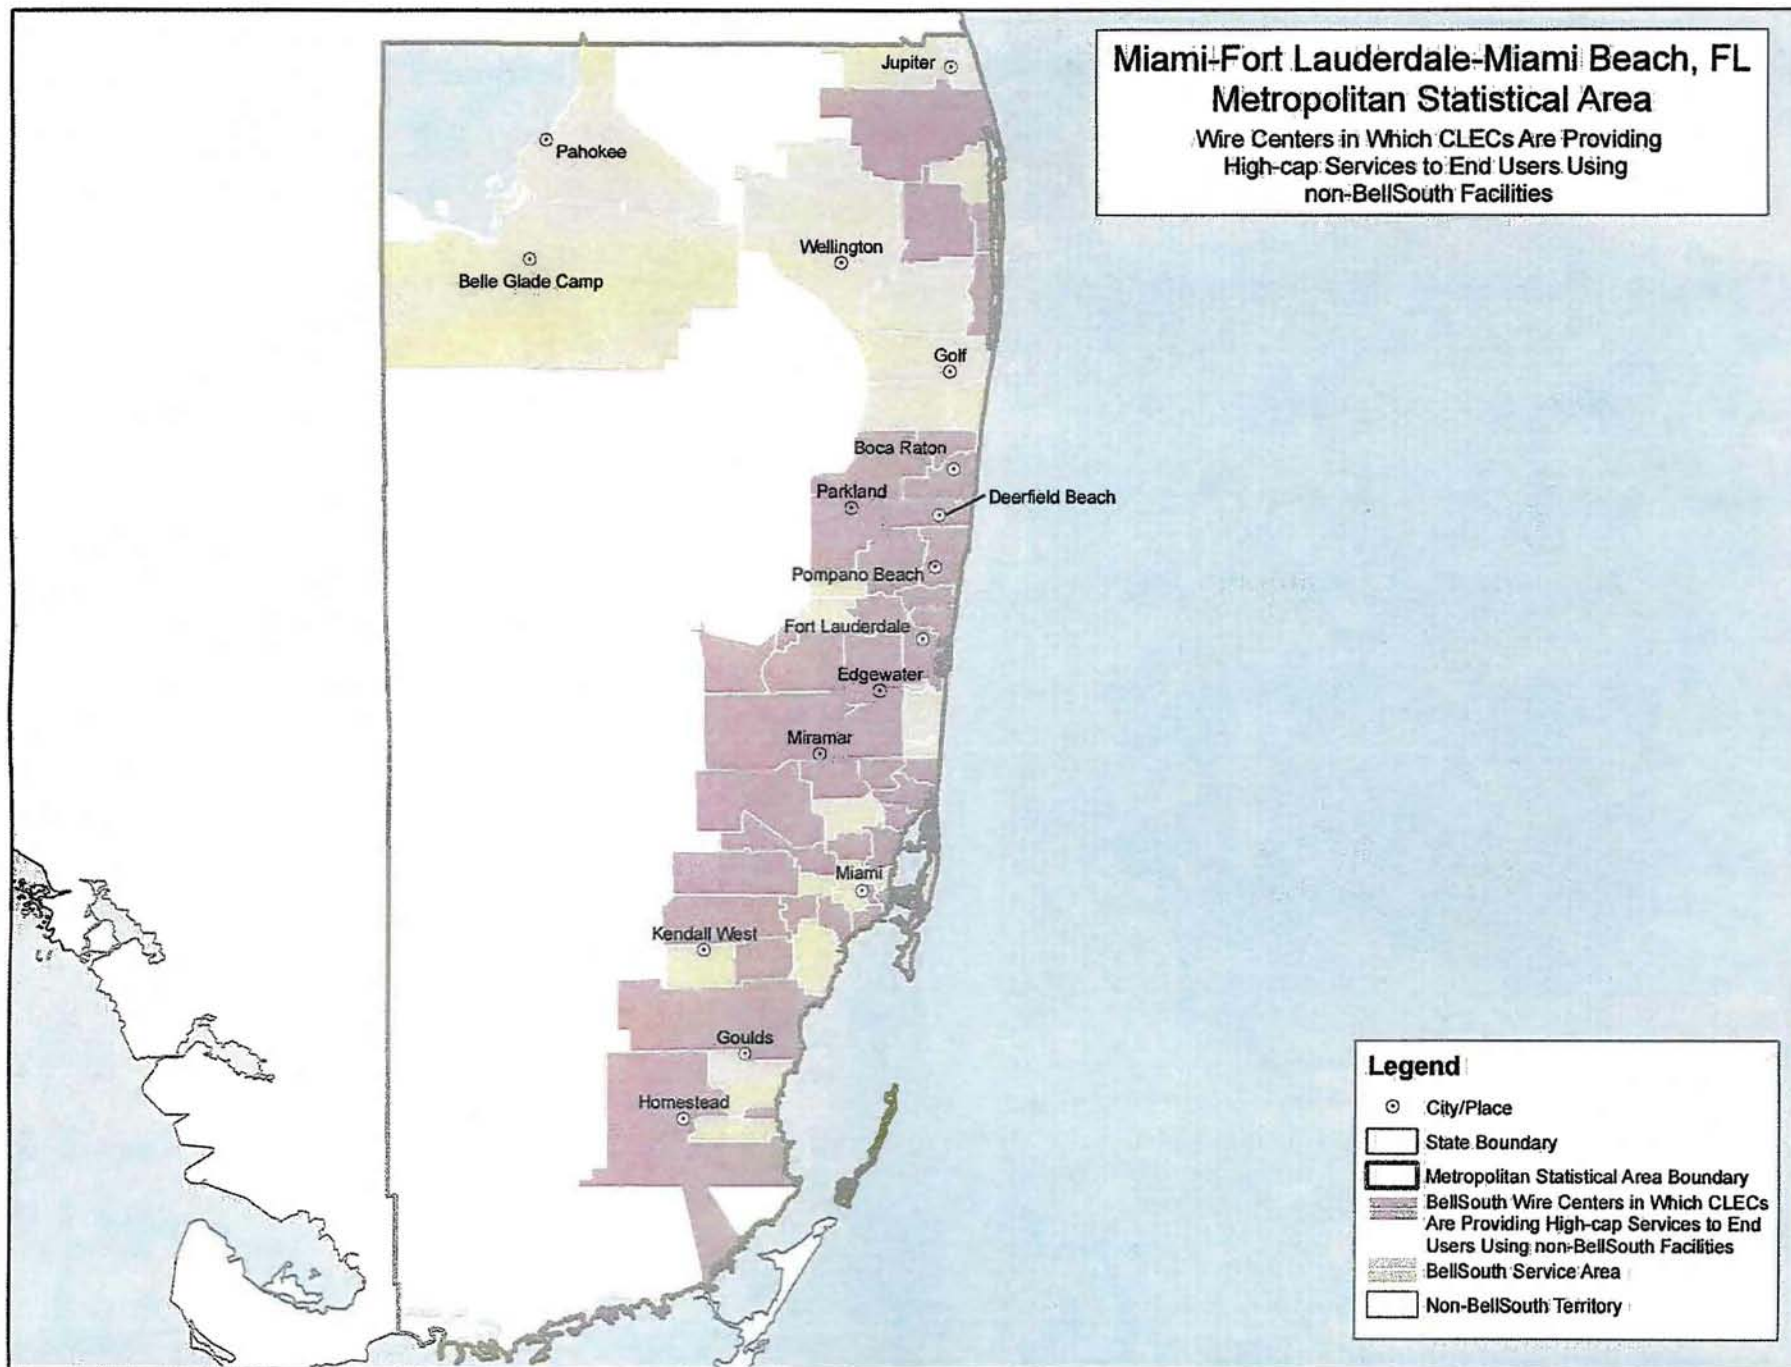 Miami-Fort Lauderdale-Miami Beach, FL
Metropolitan Statistical Area
Wire Centers in Which CLECs Are Providing
High-cap Services to End Users Using
non-BellSouth Facilities
Jupiter
Pahokee
Wellington
Belle Glade Camp
Golf
Boca Raton
Parkland
Deerfield Beach
Pompano Beach
Fort Lauderdale
Edgewater
Miramar
Miami
Kendall West
Goulds
Homestead
Legend
City/Place
State Boundary
Metropolitan Statistical Area Boundary
BellSouth Wire Centers in Which CLECs
Are Providing High-cap Services to End
Users Using non-BellSouth Facilities
BellSouth Service Area
Non-BellSouth Territory